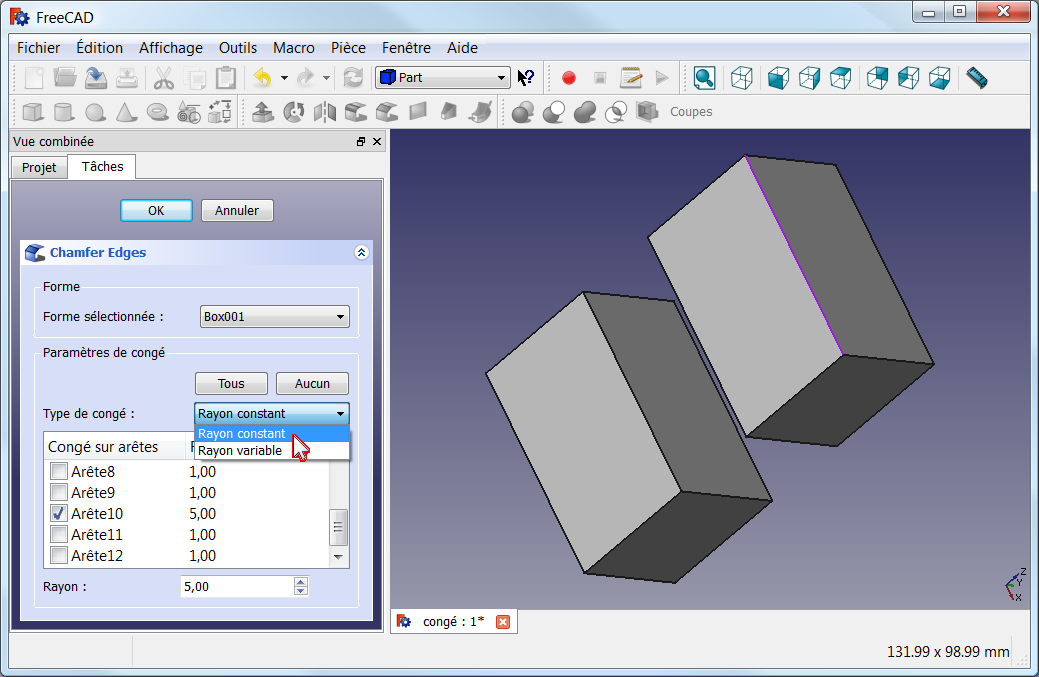 FreeCAD
Fichier Édition Affichage Outils Macro Pièce Fenêtre Aide
Part
Coupes
Vue combinée
Projet Tâches
OK Annuler
Chamfer Edges
Forme
Forme sélectionnée : Box001
Paramètres de congé
Tous Aucun
Type de congé : Rayon constant
Rayon constant
Rayon variable
Congé sur arêtes
Arête8 1,00
Arête9 1,00
Arête10 5,00
Arête11 1,00
Arête12 1,00
Rayon : 5,00
Z
Y
X
congé : 1*
131.99 x 98.99 mm